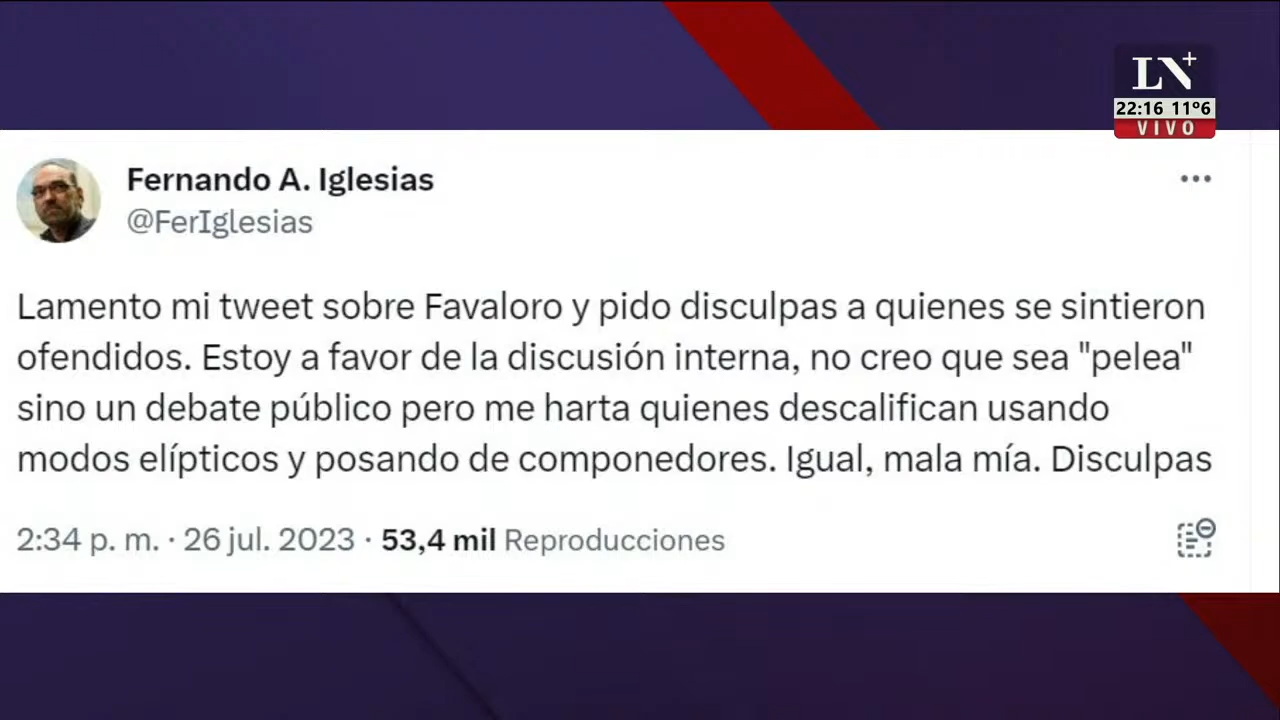 LN+
22:16 11°6
VIVO
Fernando A. Iglesias
@FerIglesias
Lamento mi tweet sobre Favaloro y pido disculpas a quienes se sintieron
ofendidos. Estoy a favor de la discusión interna, no creo que sea "pelea"
sino un debate público pero me harta quienes descalifican usando
modos elípticos y posando de componedores. Igual, mala mía. Disculpas
2:34 p. m. · 26 jul. 2023 · 53,4 mil Reproducciones